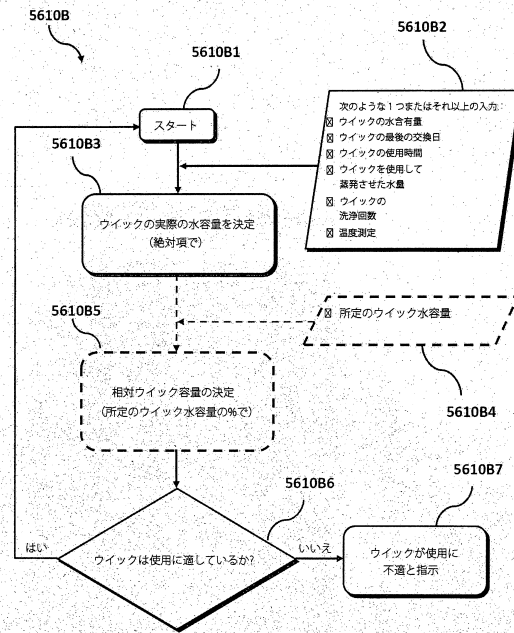 5610B
5610B1
5610B2
スタート
次のような1つまたはそれ以上の入力:
ウイックの水含有量
ウイックの最後の交換日
ウイックの使用時間
ウイックを使用して
蒸発させた水量
ウイックの
洗浄回数
温度測定
5610B3
ウイックの実際の水容量を決定
(絶対項で)
5610B5
所定のウイック水容量
5610B4
相対ウイック容量の決定
(所定のウイック水容量の%で)
5610B6
5610B7
はい
ウイックは使用に適しているか?
いいえ
ウイックが使用に
不適と指示